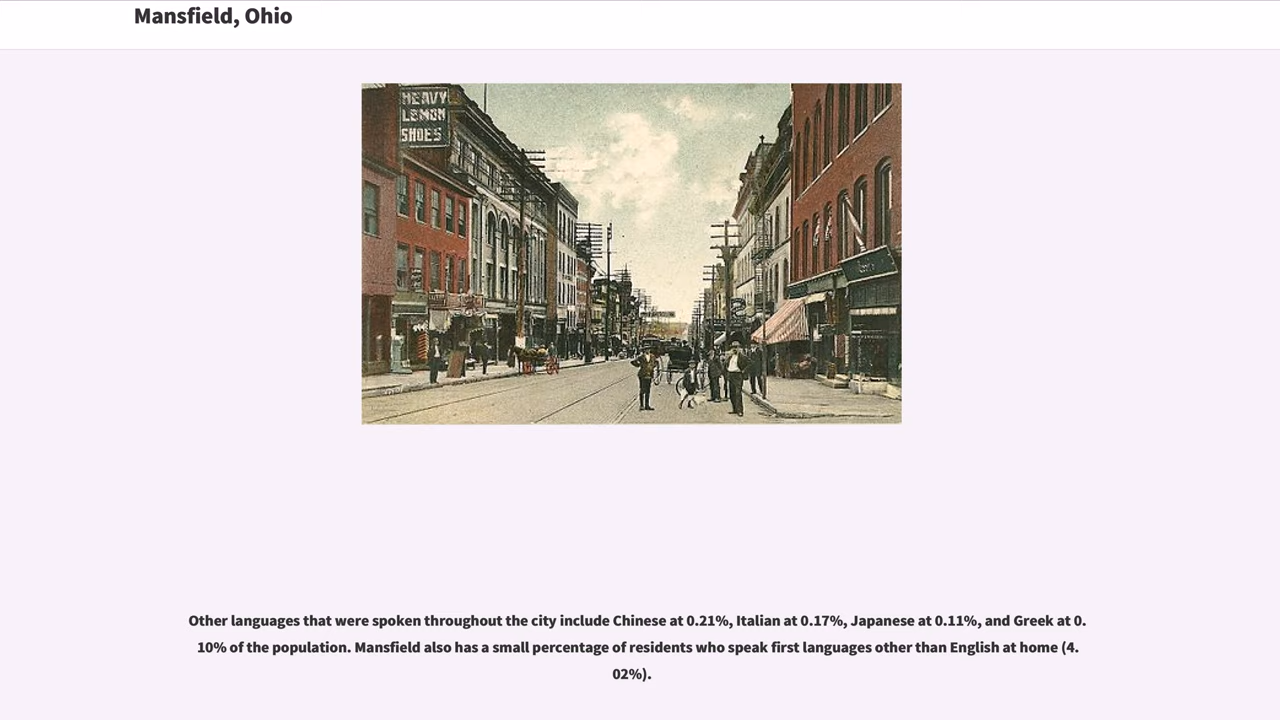 Mansfield, Ohio
HEAVY
LEMON
SHOES
Other languages that were spoken throughout the city include Chinese at 0.21%, Italian at 0.17%, Japanese at 0.11%, and Greek at 0.
10% of the population. Mansfield also has a small percentage of residents who speak first languages other than English at home (4.
02%).